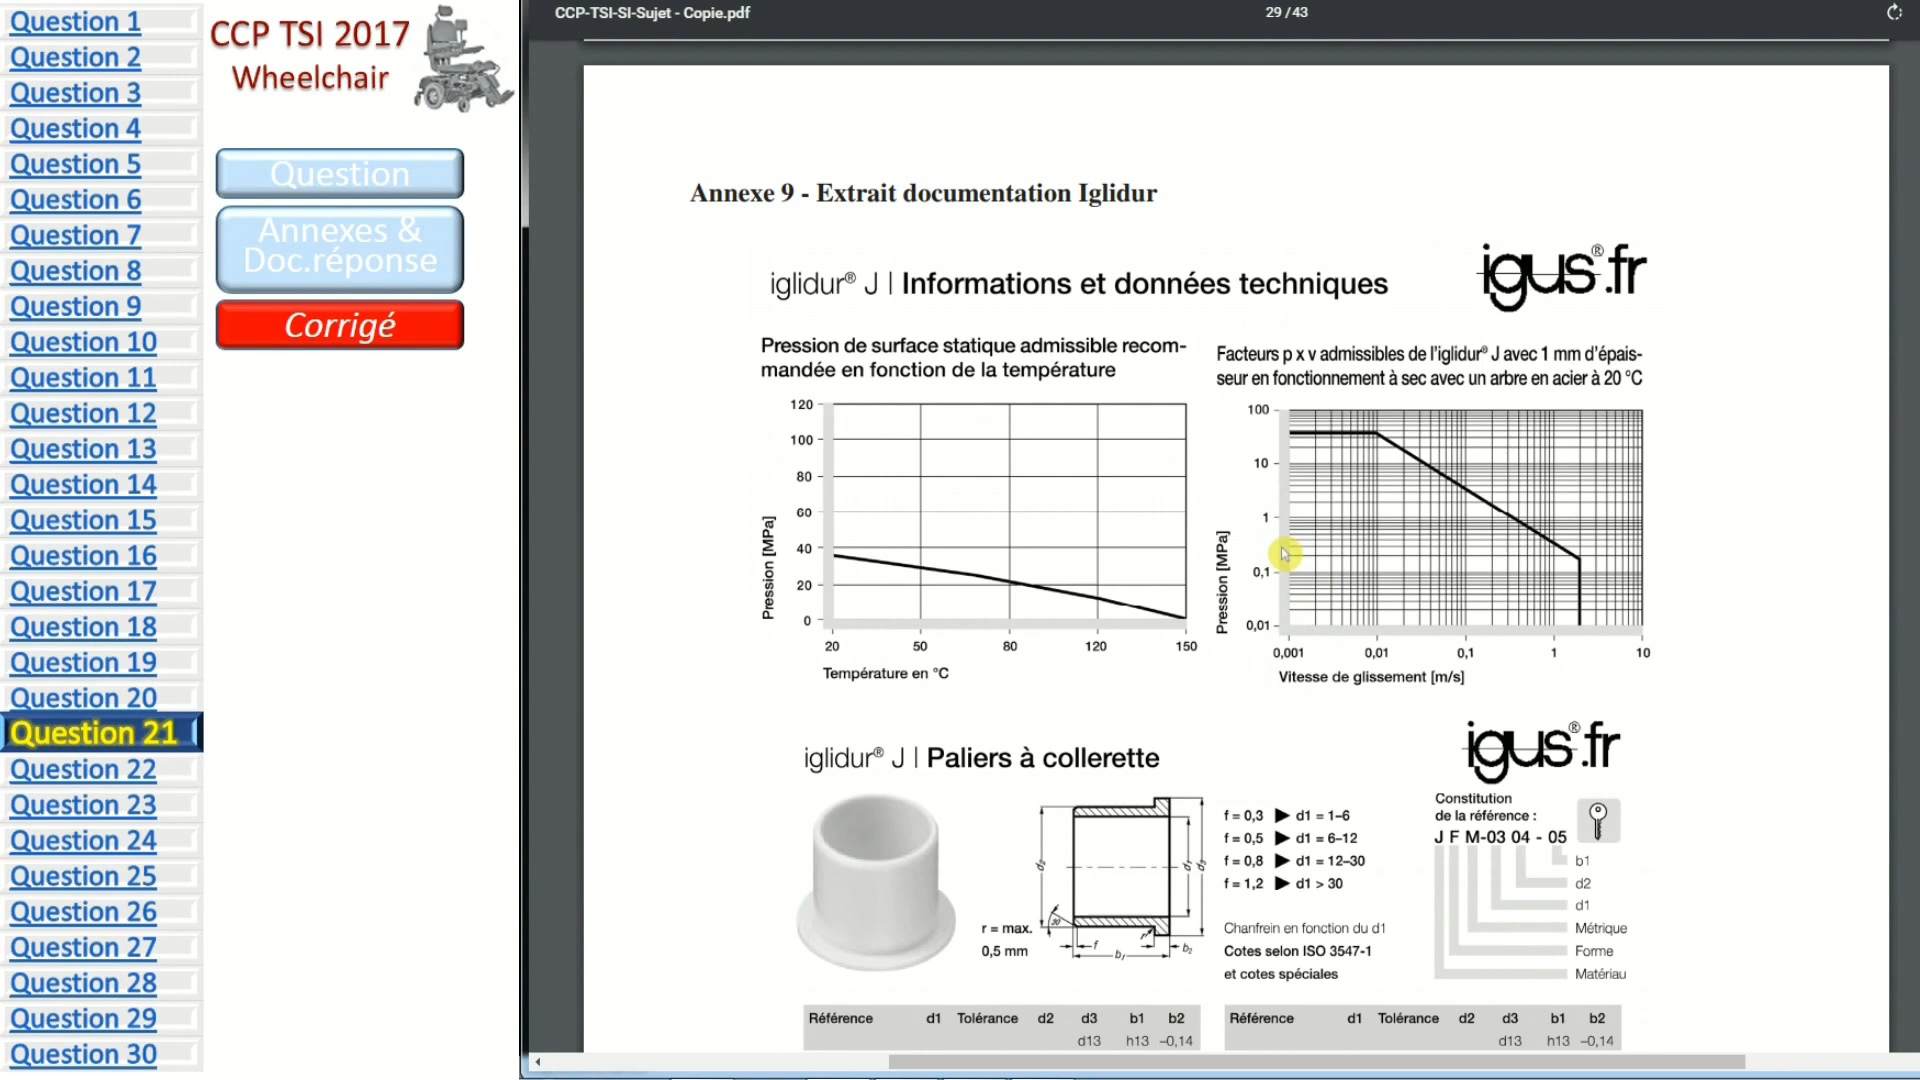 Question 1
Question 2
Question 3
Question 4
Question 5
Question 6
Question 7
Question 8
Question 9
Question 10
Question 11
Question 12
Question 13
Question 14
Question 15
Question 16
Question 17
Question 18
Question 19
Question 20
Question 21
Question 22
Question 23
Question 24
Question 25
Question 26
Question 27
Question 28
Question 29
Question 30
CCP TSI 2017
Wheelchair
Question
Annexes &
Doc.réponse
Corrigé
CCP-TSI-SI-Sujet - Copie.pdf
29 / 43
Annexe 9 - Extrait documentation Iglidur
iglidur® J | Informations et données techniques
igus®.fr
Pression de surface statique admissible recom-
mandée en fonction de la température
120
100
80
60
40
20
0
Pression [MPa]
20 50 80 120 150
Température en °C
Facteurs p x v admissibles de l'iglidur® J avec 1 mm d'épais-
seur en fonctionnement à sec avec un arbre en acier à 20 °C
100
10
1
0,1
0,01
Pression [MPa]
0,001 0,01 0,1 1 10
Vitesse de glissement [m/s]
iglidur® J | Paliers à collerette
igus®.fr
r = max.
0,5 mm
d2
30
f
b1
r
b2
d1
d3
f = 0,3 ▶ d1 = 1–6
f = 0,5 ▶ d1 = 6–12
f = 0,8 ▶ d1 = 12–30
f = 1,2 ▶ d1 > 30
Chanfrein en fonction du d1
Cotes selon ISO 3547-1
et cotes spéciales
Constitution
de la référence :
J F M-03 04 - 05
b1
d2
d1
Métrique
Forme
Matériau
Référence d1 Tolérance d2 d3 b1 b2
d13 h13 –0,14
Référence d1 Tolérance d2 d3 b1 b2
d13 h13 –0,14